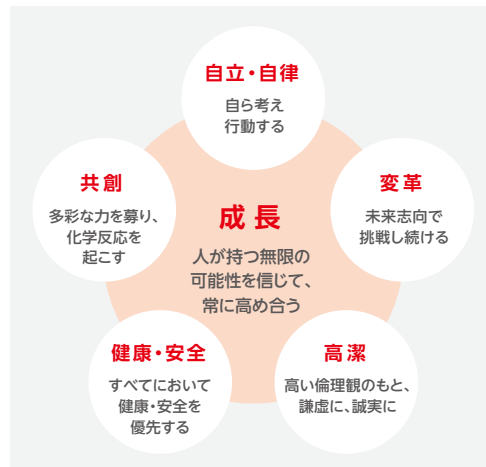 自立・自律
自ら考え
行動する
共創
多彩な力を募り、
化学反応を
起こす
変革
未来志向で
挑戦し続ける
成長
人が持つ無限の
可能性を信じて、
常に高め合う
健康・安全
すべてにおいて
健康・安全を
優先する
高潔
高い倫理観のもと、
謙虚に、誠実に